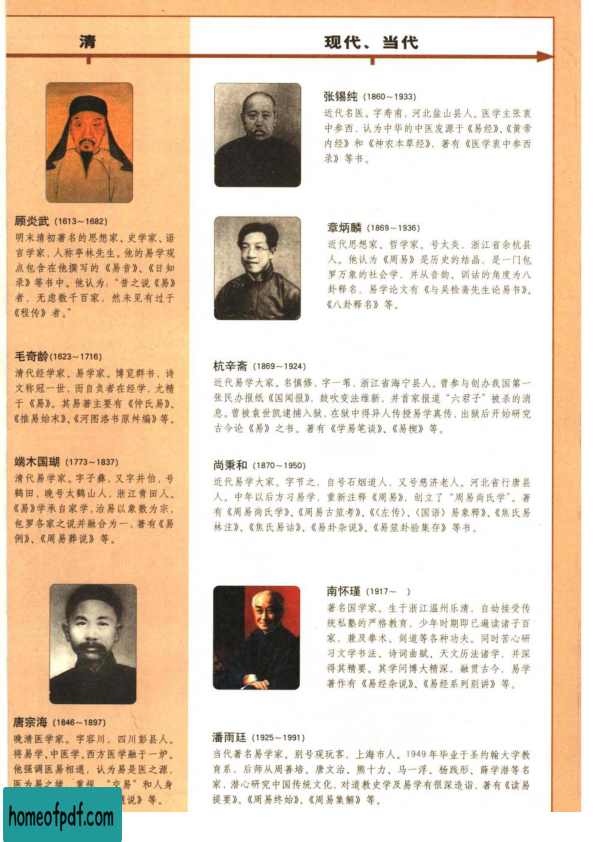 清
顾炎武 (1613~1682)
明末清初著名的思想家、史学家、语
言学家，人称亭林先生。他的易学观
点包含在他撰写的《易音》、《日知
录》等书中。他认为：“昔之说《易》
者，无虑数千百家，然未见有过于
《程传》者。”
毛奇龄(1623~1716)
清代经学家、易学家。博览群书，诗
文称冠一世，而自负者在经学，尤精
于《易》。其易著主要有《仲氏易》、
《推易始末》、《河图洛书原舛编》等。
端木国瑚 (1773~1837)
清代易学家。字子彝，又字井伯，号
鹤田，晚号太鹤山人，浙江青田人。
《易》学承自家学，治易以象数为宗，
包罗各家之说并融合为一，著有《易
例》、《周易葬说》等。
唐宗海 (1846~1897)
晚清医学家。字容川，四川彭县人。
将易学、中医学、西方医学融于一炉。
他强调医易相通，认为易是医之源，
医为易之绪，重视“交易”和人身
通说》等。
现代、当代
张锡纯 (1860~1933)
近代名医。字寿南，河北盐山县人。医学主张衷
中参西，认为中华的中医发源于《易经》、《黄帝
内经》和《神农本草经》，著有《医学衷中参西
录》等书。
章炳麟 (1869~1936)
近代思想家、哲学家。号太炎，浙江省余杭县
人。他认为《周易》是历史的结晶，是一门包
罗万象的社会学，并从音韵、训诂的角度为八
卦释名，易学论文有《与吴检斋先生论易书》、
《八卦释名》等。
杭辛斋 (1869~1924)
近代易学大家。名慎修，字一苇，浙江省海宁县人。曾参与创办我国第一
张民办报纸《国闻报》，鼓吹变法维新，并首家报道“六君子”被杀的消
息。曾被袁世凯逮捕入狱，在狱中得异人传授易学真传，出狱后开始研究
古今论《易》之书。著有《学易笔谈》、《易楔》等。
尚秉和 (1870~1950)
近代易学大家。字节之，自号石烟道人，又号慈济老人。河北省行唐县
人。中年以后方习易学，重新注释《周易》，创立了“周易尚氏学”。著
有《周易尚氏学》、《周易古筮考》、《〈左传〉、〈国语〉易象释》、《焦氏易
林注》、《焦氏易诂》、《易卦杂说》、《易筮卦验集存》等书。
南怀瑾 (1917~　)
著名国学家。生于浙江温州乐清，自幼接受传
统私塾的严格教育，少年时期即已遍读诸子百
家，兼及拳术、剑道等各种功夫。同时苦心研
习文学书法、诗词曲赋、天文历法诸学，并深
得其精要。其学问博大精深，融贯古今，易学
著作有《易经杂说》、《易经系列别讲》等。
潘雨廷 (1925~1991)
当代著名易学家。别号观玩客，上海市人。1949年毕业于圣约翰大学教
育系，后师从周善培、唐文治、熊十力、马一浮、杨践形、薛学潜等名
家，潜心研究中国传统文化，对道教史学及易学有很深造诣，著有《读易
提要》、《周易终始》、《周易集解》等。
homeofpdf.com